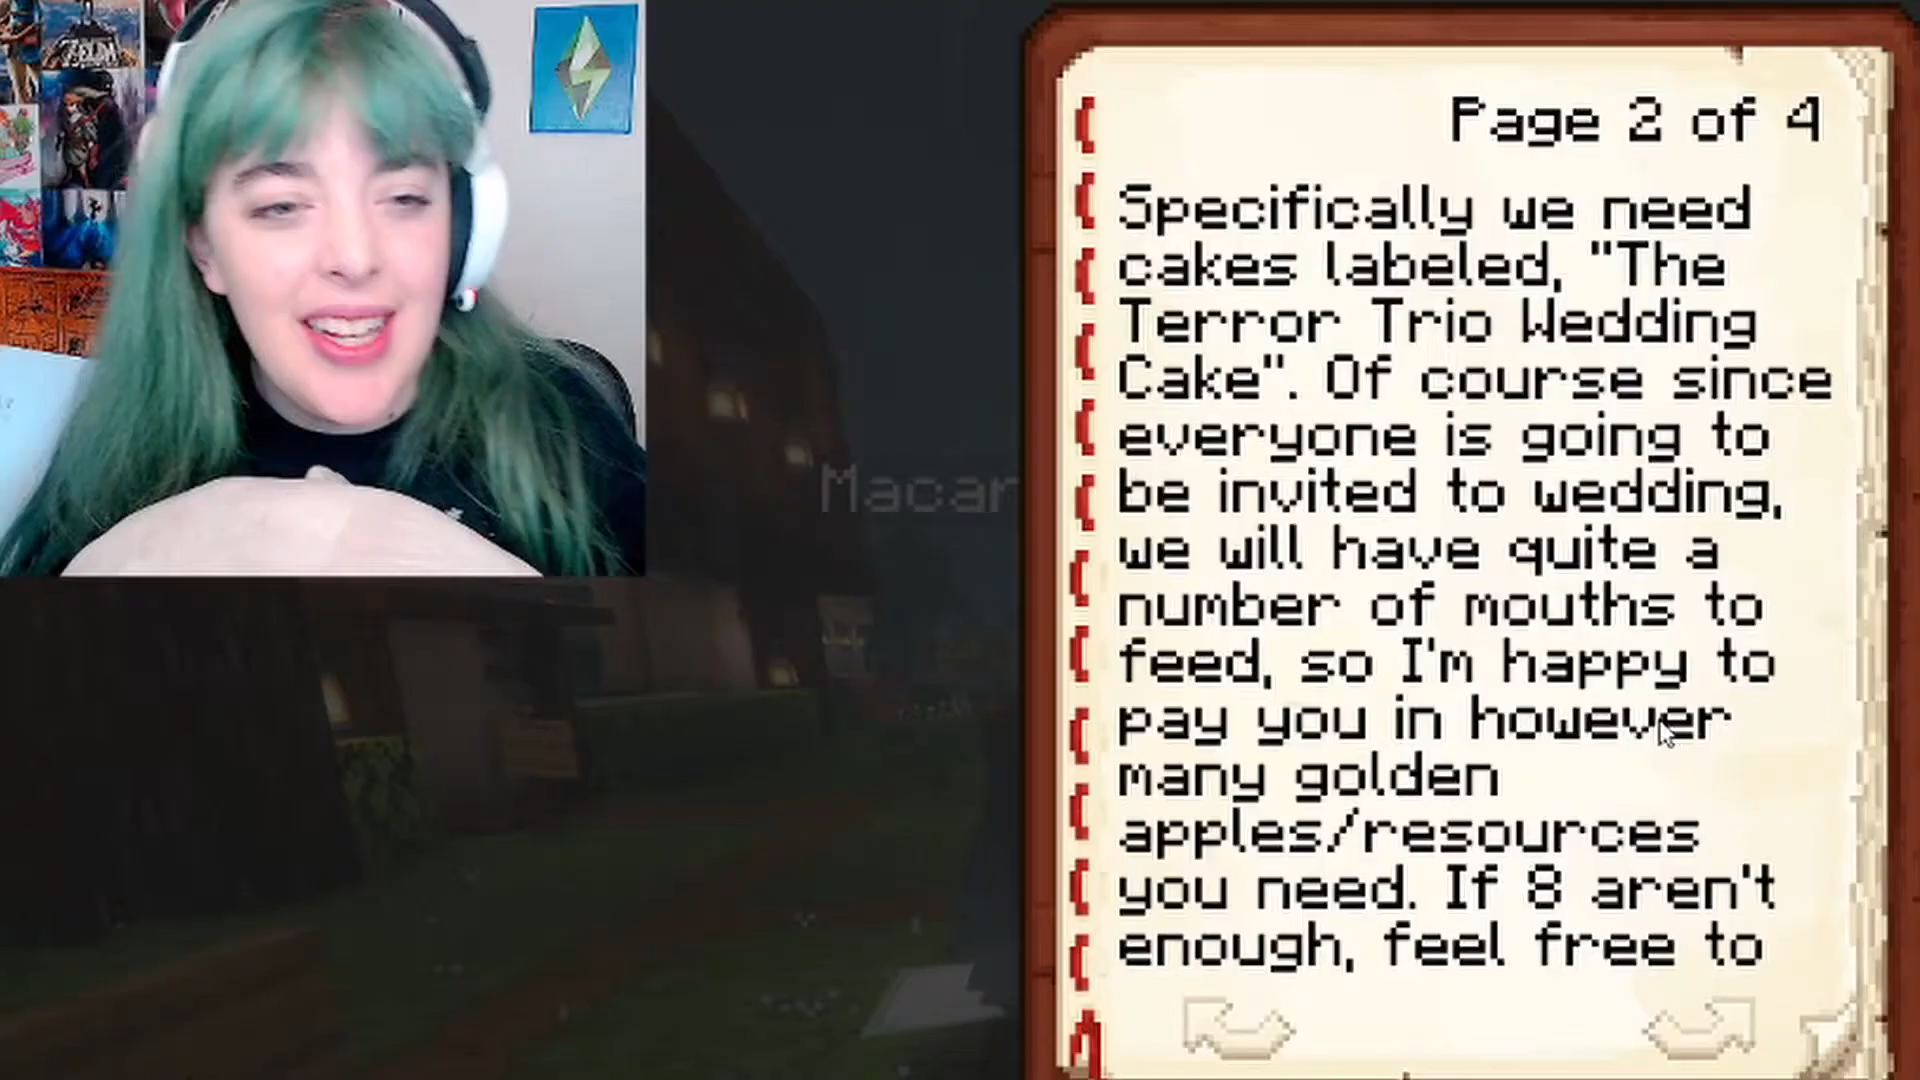 ZELDA
Page 2 of 4
Specifically we need
cakes labeled, "The
Terror Trio Wedding
Cake". Of course since
everyone is going to
be invited to wedding,
we will have quite a
number of mouths to
feed, so I'm happy to
pay you in however
many golden
apples/resources
you need. If 8 aren't
enough, feel free to
Macar